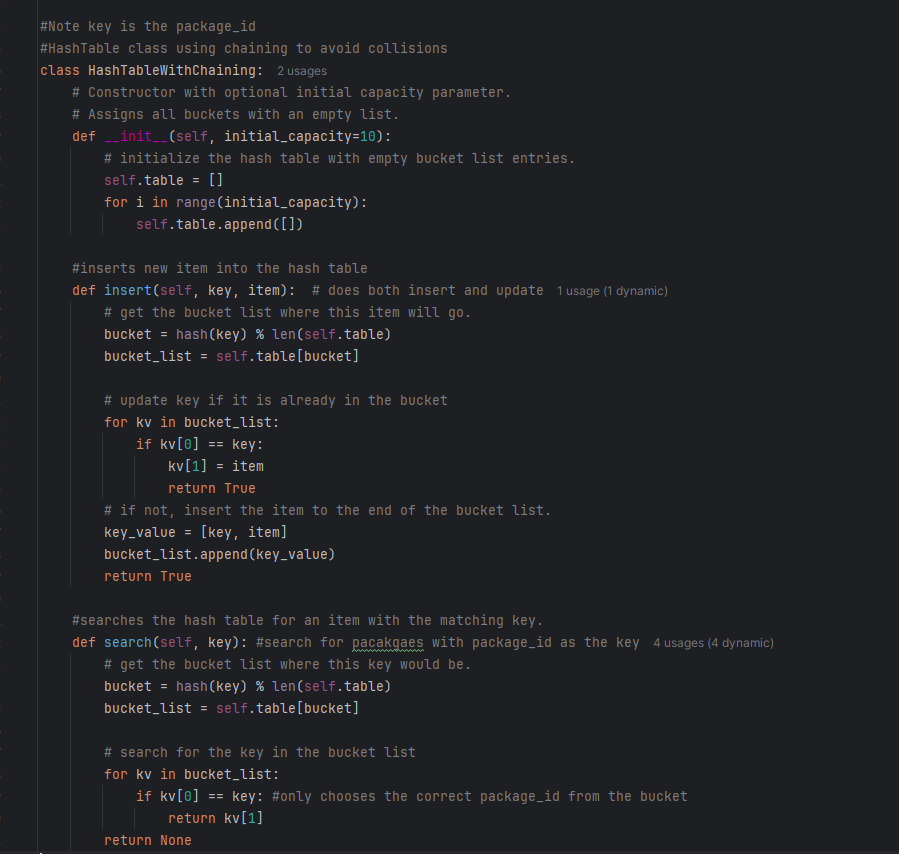 #Note key is the package_id
#HashTable class using chaining to avoid collisions
class HashTableWithChaining:  2 usages
    # Constructor with optional initial capacity parameter.
    # Assigns all buckets with an empty list.
    def __init__(self, initial_capacity=10):
        # initialize the hash table with empty bucket list entries.
        self.table = []
        for i in range(initial_capacity):
            self.table.append([])
    #inserts new item into the hash table
    def insert(self, key, item):  # does both insert and update  1 usage (1 dynamic)
        # get the bucket list where this item will go.
        bucket = hash(key) % len(self.table)
        bucket_list = self.table[bucket]
        # update key if it is already in the bucket
        for kv in bucket_list:
            if kv[0] == key:
                kv[1] = item
                return True
        # if not, insert the item to the end of the bucket list.
        key_value = [key, item]
        bucket_list.append(key_value)
        return True
    #searches the hash table for an item with the matching key.
    def search(self, key): #search for pacakgaes with package_id as the key  4 usages (4 dynamic)
        # get the bucket list where this key would be.
        bucket = hash(key) % len(self.table)
        bucket_list = self.table[bucket]
        # search for the key in the bucket list
        for kv in bucket_list:
            if kv[0] == key: #only chooses the correct package_id from the bucket
                return kv[1]
        return None